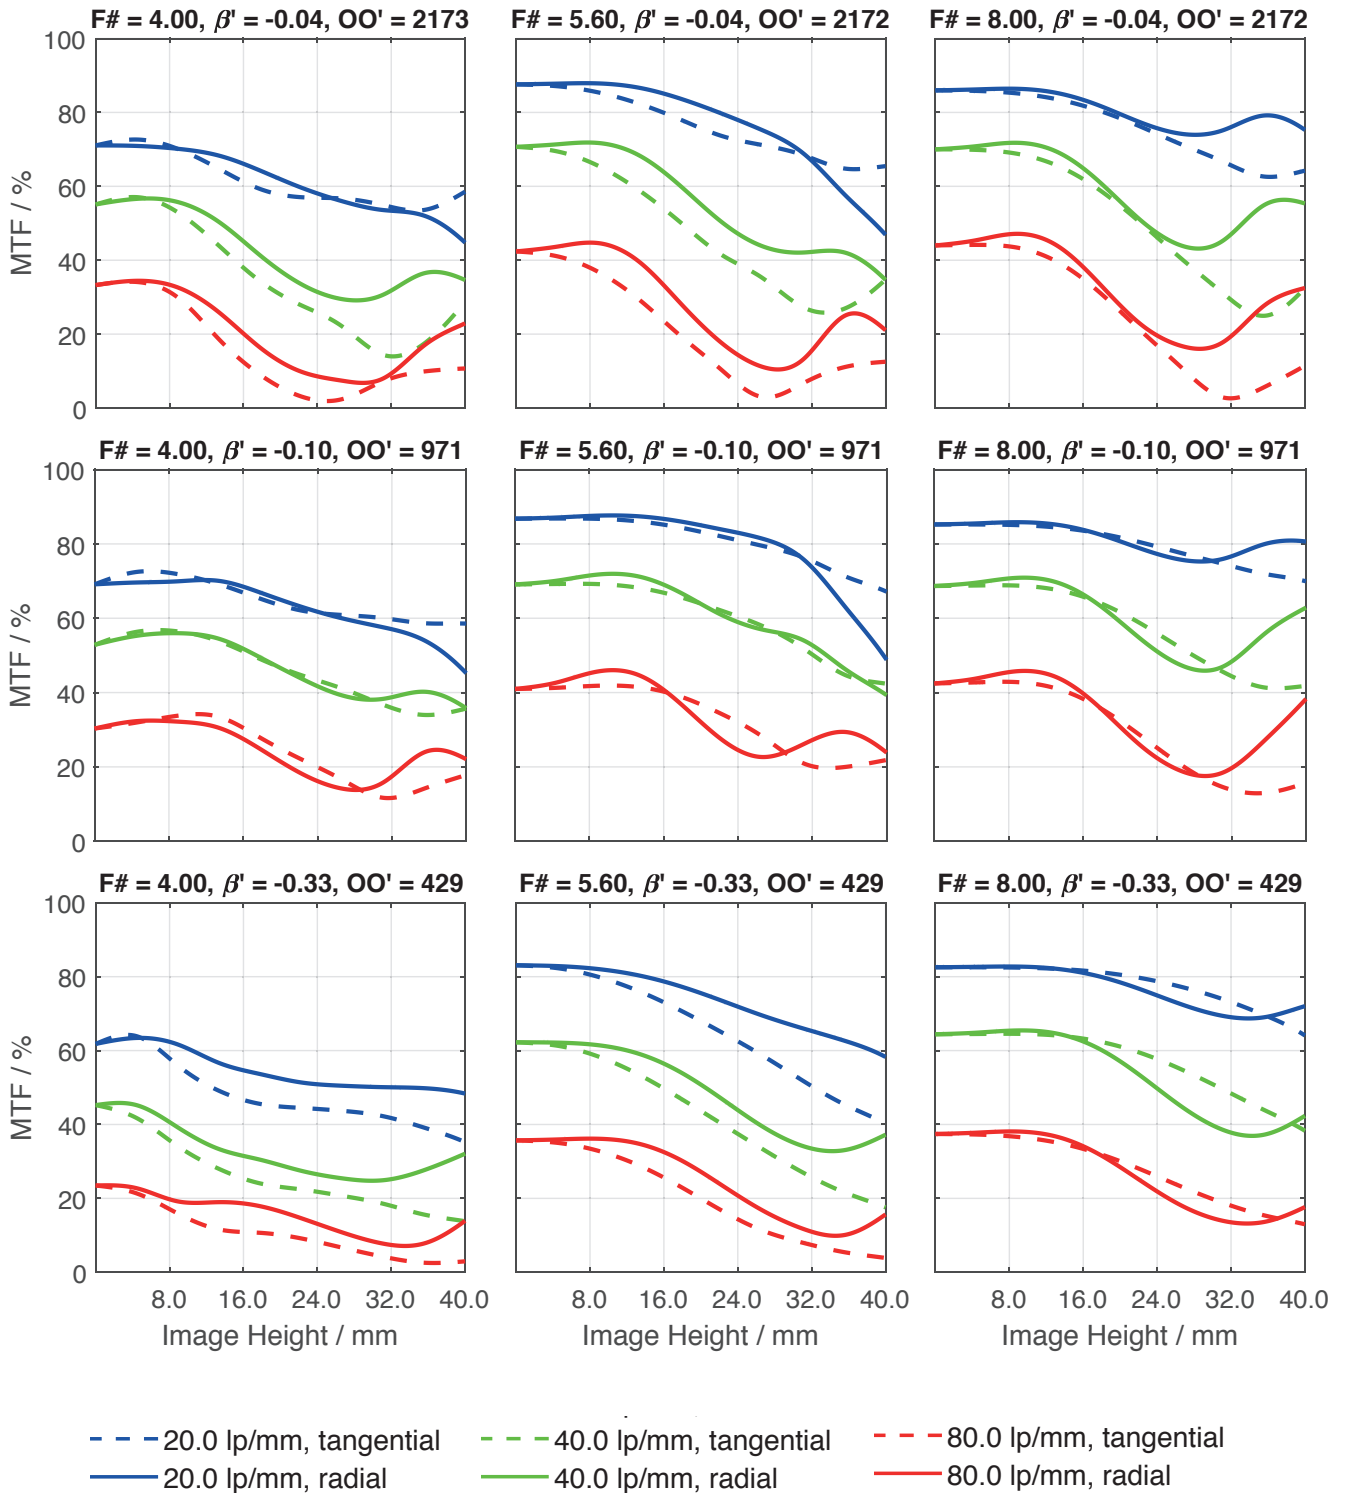 F# = 4.00, β' = -0.04, OO' = 2173
F# = 5.60, β' = -0.04, OO' = 2172
F# = 8.00, β' = -0.04, OO' = 2172
100
80
60
40
20
0
MTF / %
F# = 4.00, β' = -0.10, OO' = 971
F# = 5.60, β' = -0.10, OO' = 971
F# = 8.00, β' = -0.10, OO' = 971
100
80
60
40
20
0
MTF / %
F# = 4.00, β' = -0.33, OO' = 429
F# = 5.60, β' = -0.33, OO' = 429
F# = 8.00, β' = -0.33, OO' = 429
100
80
60
40
20
0
MTF / %
8.0 16.0 24.0 32.0 40.0
8.0 16.0 24.0 32.0 40.0
8.0 16.0 24.0 32.0 40.0
Image Height / mm
Image Height / mm
Image Height / mm
20.0 lp/mm, tangential
40.0 lp/mm, tangential
80.0 lp/mm, tangential
20.0 lp/mm, radial
40.0 lp/mm, radial
80.0 lp/mm, radial